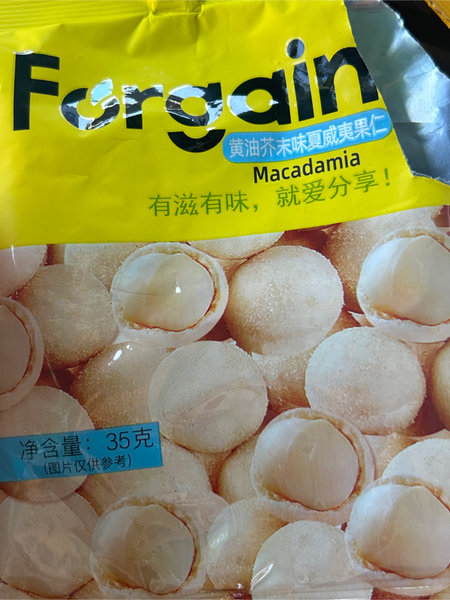 Forgain
黄油芥末味夏威夷果仁
Macadamia
有滋有味，就爱分享！
净含量：35克
(图片仅供参考)